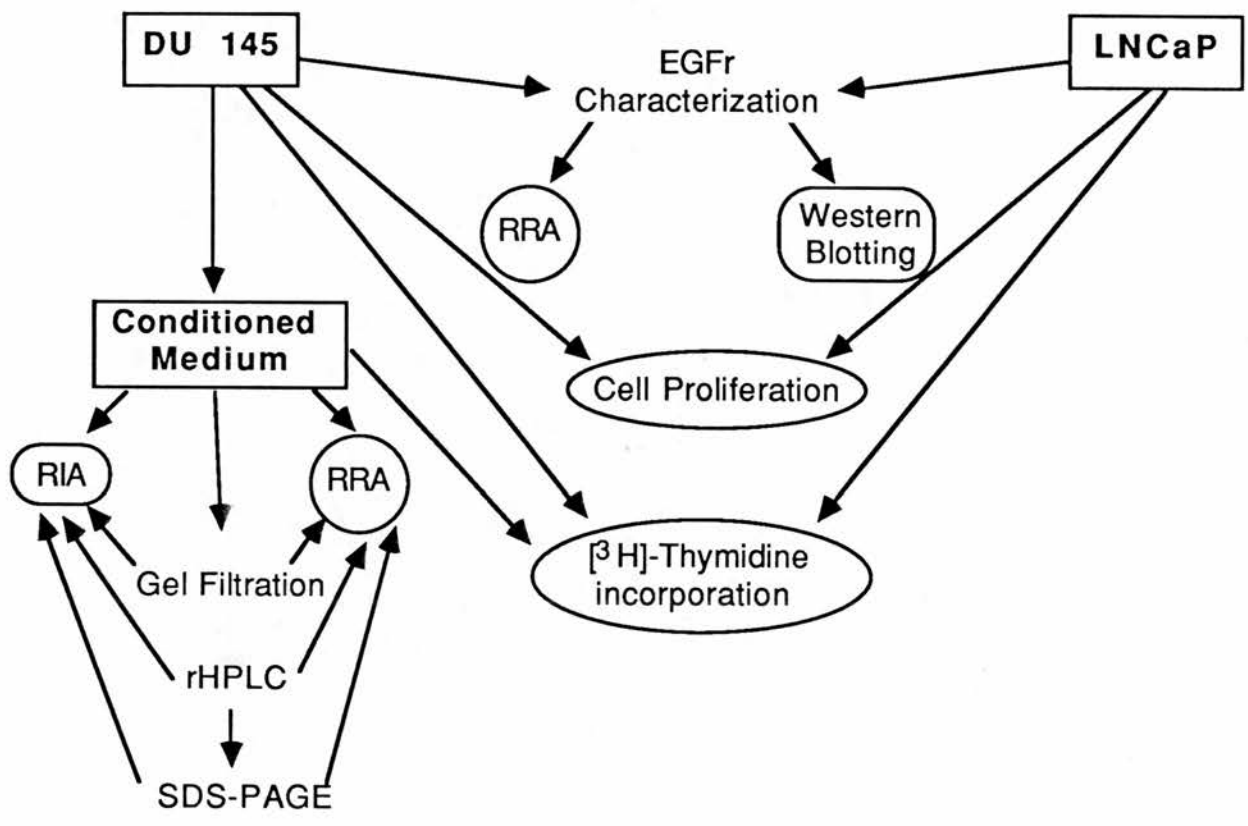 DU 145
LNCaP
EGFr
Characterization
RRA
Western
Blotting
Conditioned
Medium
Cell Proliferation
RIA
RRA
[³H]-Thymidine
incorporation
Gel Filtration
rHPLC
SDS-PAGE